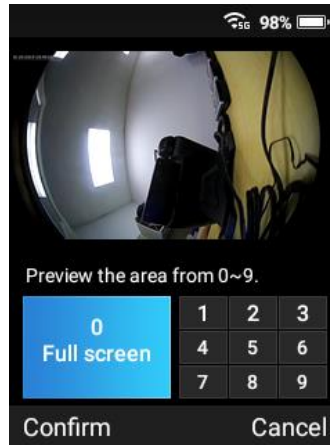 5G 98%
Preview the area from 0~9.
0
Full screen
1 2 3
4 5 6
7 8 9
Confirm Cancel